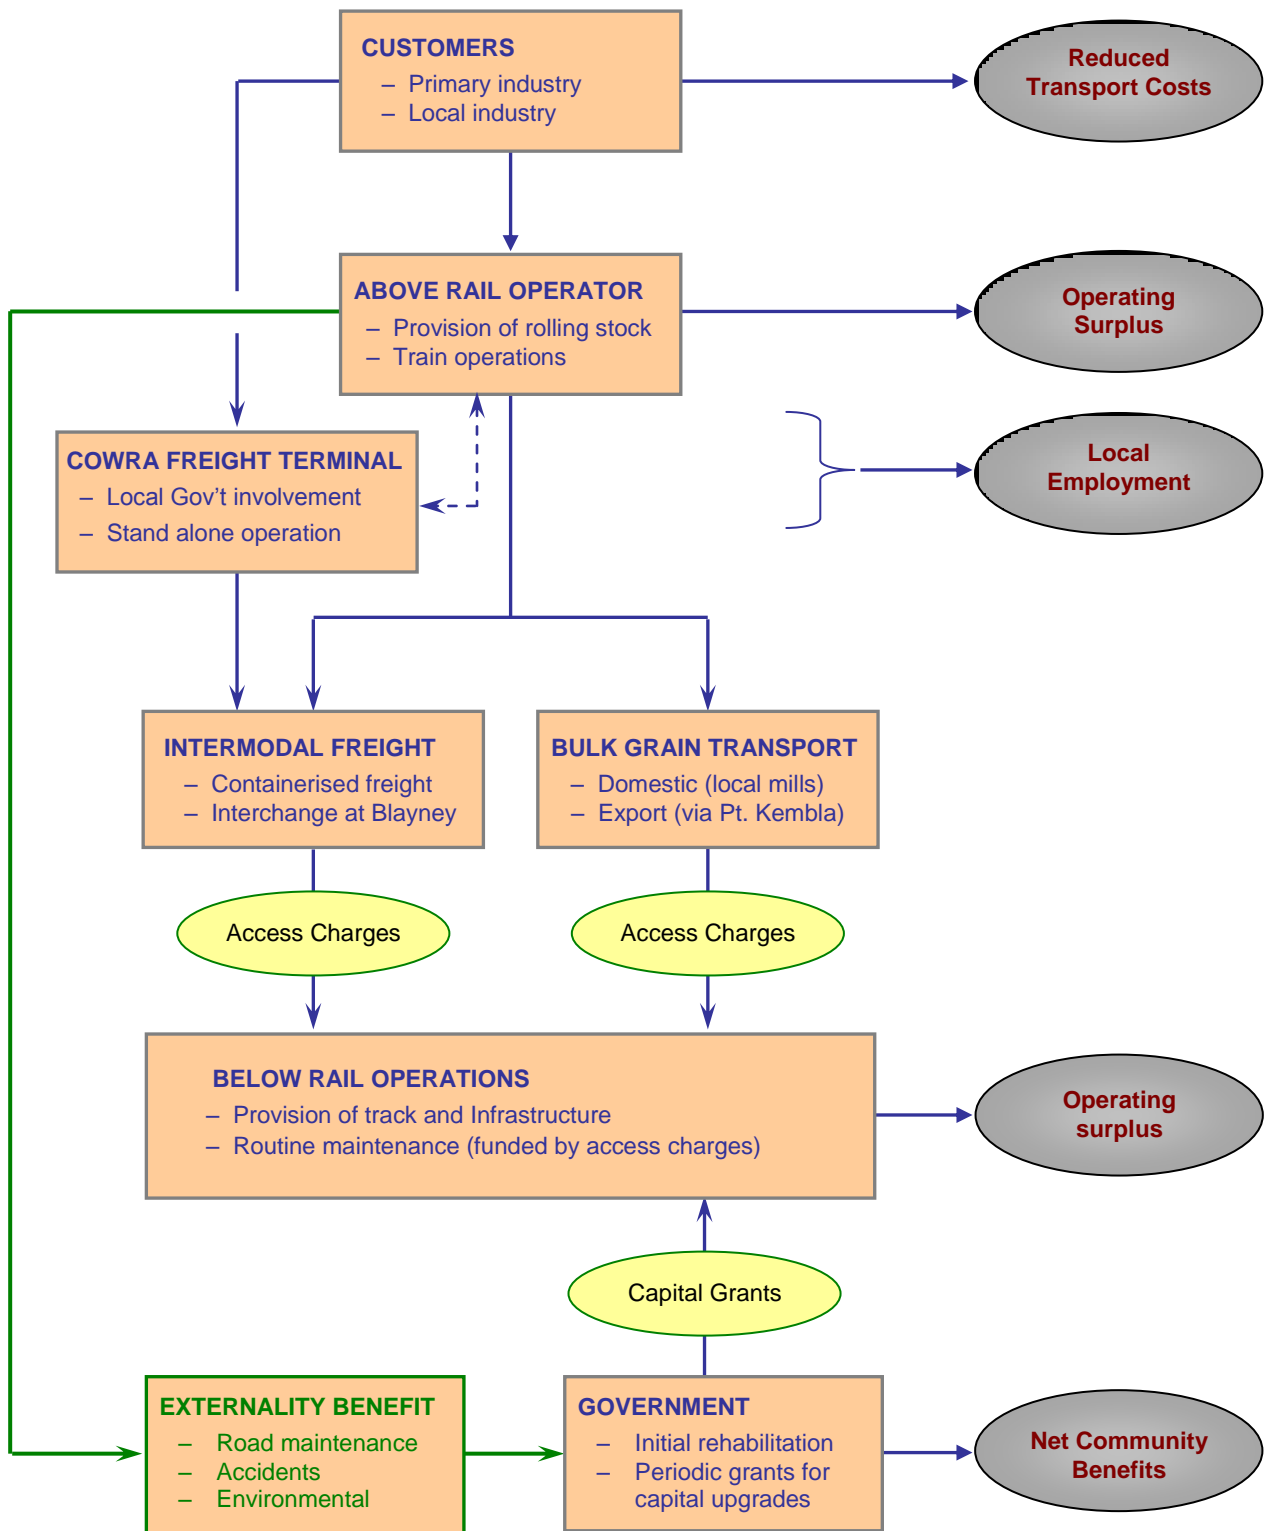 CUSTOMERS
– Primary industry
– Local industry
Reduced
Transport Costs
ABOVE RAIL OPERATOR
– Provision of rolling stock
– Train operations
Operating
Surplus
COWRA FREIGHT TERMINAL
– Local Gov't involvement
– Stand alone operation
Local
Employment
INTERMODAL FREIGHT
– Containerised freight
– Interchange at Blayney
BULK GRAIN TRANSPORT
– Domestic (local mills)
– Export (via Pt. Kembla)
Access Charges
Access Charges
BELOW RAIL OPERATIONS
– Provision of track and Infrastructure
– Routine maintenance (funded by access charges)
Operating
surplus
Capital Grants
EXTERNALITY BENEFIT
– Road maintenance
– Accidents
– Environmental
GOVERNMENT
– Initial rehabilitation
– Periodic grants for
capital upgrades
Net Community
Benefits